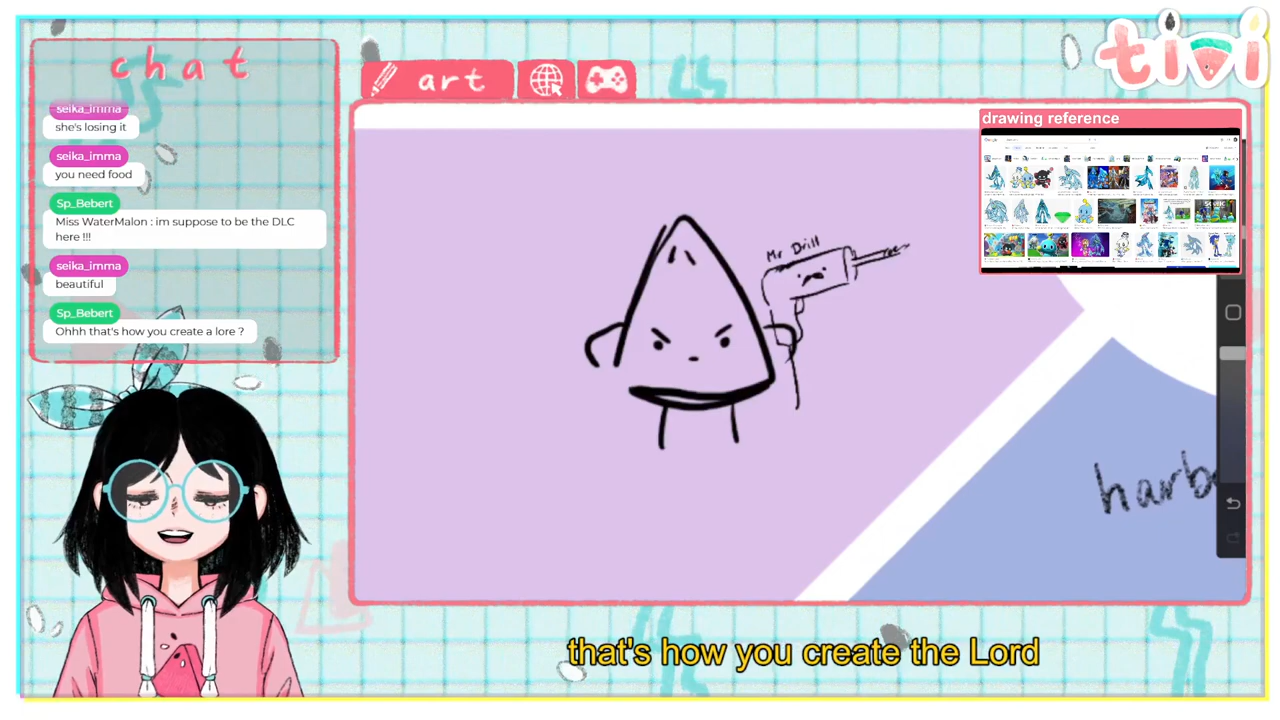 chat
art
tivi
drawing reference
seika_imma
she's losing it
seika_imma
you need food
Sp_Bebert
Miss WaterMalon : im suppose to be the DLC
here !!!
seika_imma
beautiful
Sp_Bebert
Ohhh that's how you create a lore ?
Mr Drill
harb
that's how you create the Lord